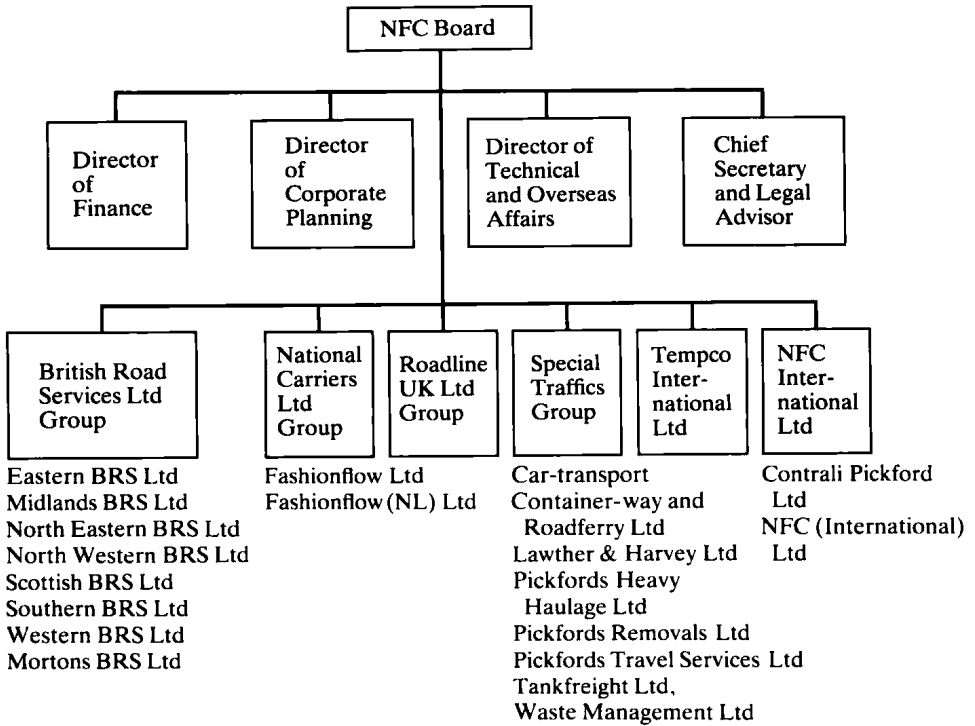 NFC Board
Director
of
Finance
Director
of
Corporate
Planning
Director of
Technical
and Overseas
Affairs
Chief
Secretary
and Legal
Advisor
British Road
Services Ltd
Group
National
Carriers
Ltd
Group
Roadline
UK Ltd
Group
Special
Traffics
Group
Tempco
Inter-
national
Ltd
NFC
Inter-
national
Ltd
Eastern BRS Ltd
Midlands BRS Ltd
North Eastern BRS Ltd
North Western BRS Ltd
Scottish BRS Ltd
Southern BRS Ltd
Western BRS Ltd
Mortons BRS Ltd
Fashionflow Ltd
Fashionflow (NL) Ltd
Car-transport
Container-way and
Roadferry Ltd
Lawther & Harvey Ltd
Pickfords Heavy
Haulage Ltd
Pickfords Removals Ltd
Pickfords Travel Services Ltd
Tankfreight Ltd,
Waste Management Ltd
Contrali Pickford
Ltd
NFC (International)
Ltd